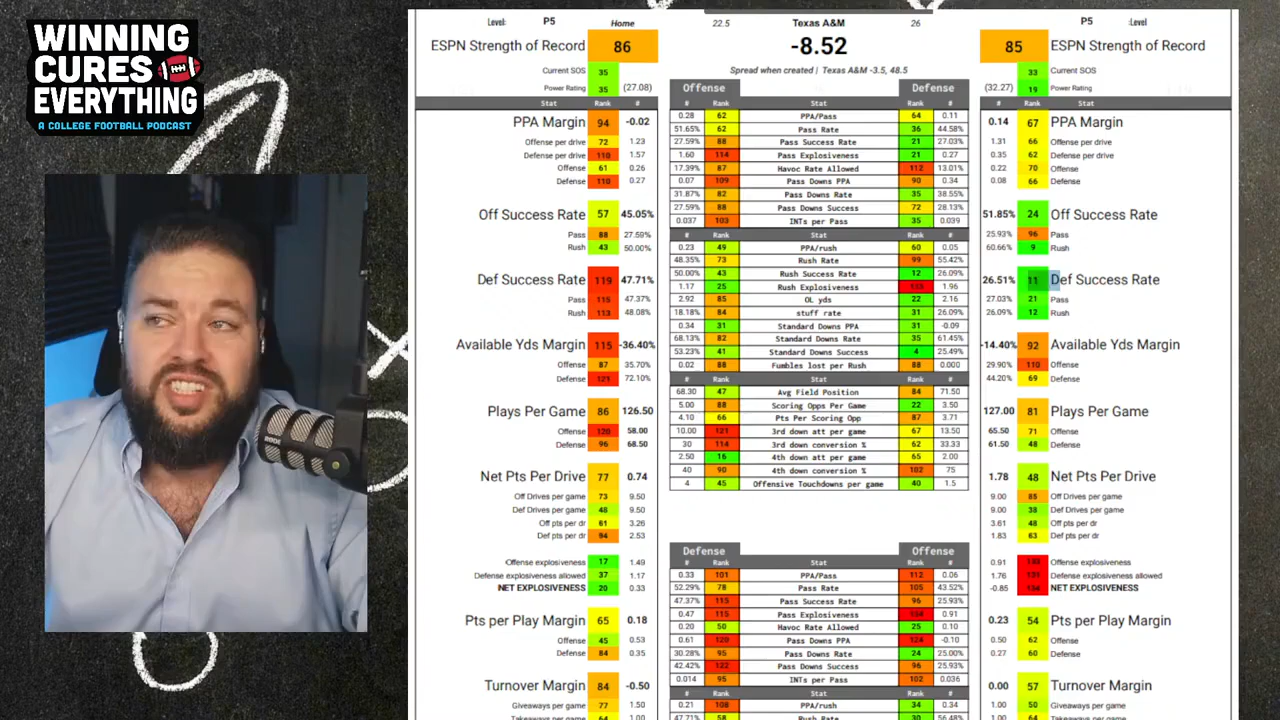 WINNING
CURES
EVERYTHING
A COLLEGE FOOTBALL PODCAST
Level: P5 Home 22.5 Texas A&M 26 P5 :Level
ESPN Strength of Record 86 -8.52 85 ESPN Strength of Record
Current SOS 35 Spread when created | Texas A&M -3.5, 48.5 33 Current SOS
Power Rating 35 (27.08) Offense Defense (32.27) 19 Power Rating
Stat Rank # # Rank Stat Rank # # Rank Stat
PPA Margin 94 -0.02 0.28 62 PPA/Pass 64 0.11 0.14 67 PPA Margin
51.65% 62 Pass Rate 36 44.58%
Offense per drive 72 1.23 27.59% 88 Pass Success Rate 21 27.03% 1.31 66 Offense per drive
Defense per drive 110 1.57 1.60 114 Pass Explosiveness 21 0.27 0.35 62 Defense per drive
Offense 61 0.26 17.39% 87 Havoc Rate Allowed 112 13.01% 0.22 70 Offense
Defense 110 0.27 0.07 109 Pass Downs PPA 90 0.34 0.08 66 Defense
31.87% 82 Pass Downs Rate 35 38.55%
Off Success Rate 57 45.05% 27.59% 88 Pass Downs Success 72 28.13% 51.85% 24 Off Success Rate
0.037 103 INTs per Pass 35 0.039
Pass 88 27.59% # Rank Stat Rank # 25.93% 96 Pass
Rush 43 50.00% 0.23 49 PPA/rush 60 0.05 60.66% 9 Rush
48.35% 73 Rush Rate 99 55.42%
Def Success Rate 119 47.71% 50.00% 43 Rush Success Rate 12 26.09% 26.51% 11 Def Success Rate
1.17 25 Rush Explosiveness 1.96
Pass 115 47.37% 2.92 85 OL yds 22 2.16 27.03% 21 Pass
Rush 113 48.08% 18.18% 84 stuff rate 31 26.09% 26.09% 12 Rush
0.34 31 Standard Downs PPA 31 -0.09
Available Yds Margin 115 -36.40% 68.13% 82 Standard Downs Rate 35 61.45% -14.40% 92 Available Yds Margin
53.23% 41 Standard Downs Success 4 25.49%
Offense 87 35.70% 0.02 88 Fumbles lost per Rush 88 0.000 29.90% 110 Offense
Defense 121 72.10% # Rank Stat Rank # 44.20% 69 Defense
68.30 47 Avg Field Position 84 71.50
Plays Per Game 86 126.50 5.00 88 Scoring Opps Per Game 22 3.50 127.00 81 Plays Per Game
4.10 66 Pts Per Scoring Opp 87 3.71
Offense 120 58.00 10.00 121 3rd down att per game 67 13.50 65.50 71 Offense
Defense 96 68.50 30 114 3rd down conversion % 62 33.33 61.50 48 Defense
2.50 16 4th down att per game 65 2.00
Net Pts Per Drive 77 0.74 40 90 4th down conversion % 102 75 1.78 48 Net Pts Per Drive
4 45 Offensive Touchdowns per game 40 1.5
Off Drives per game 73 9.50 9.00 85 Off Drives per game
Def Drives per game 48 9.50 9.00 38 Def Drives per game
Off pts per dr 61 3.26 3.61 48 Off pts per dr
Def pts per dr 94 2.53 1.83 63 Def pts per dr
Defense Offense
Offense explosiveness 17 1.49 # Rank Stat Rank # 0.91 Offense explosiveness
Defense explosiveness allowed 37 1.17 0.33 101 PPA/Pass 112 0.06 1.76 Defense explosiveness allowed
NET EXPLOSIVENESS 20 0.33 52.29% 78 Pass Rate 105 43.52% -0.85 NET EXPLOSIVENESS
47.37% 115 Pass Success Rate 96 25.93%
Pts per Play Margin 65 0.18 0.47 115 Pass Explosiveness 0.91 0.23 54 Pts per Play Margin
0.20 50 Havoc Rate Allowed 25 0.10
Offense 45 0.53 0.61 120 Pass Downs PPA 124 -0.10 0.50 62 Offense
Defense 84 0.35 30.28% 95 Pass Downs Rate 24 25.00% 0.27 60 Defense
42.42% 122 Pass Downs Success 96 25.93%
Turnover Margin 84 -0.50 0.014 95 INTs per Pass 102 0.036 0.00 57 Turnover Margin
# Rank Stat Rank #
Giveaways per game 77 1.50 0.21 108 PPA/rush 34 0.34 1.00 50 Giveaways per game
Takeaways per game 64 1.00 47.71% 58 Rush Rate 30 56.48% 1.00 64 Takeaways per game